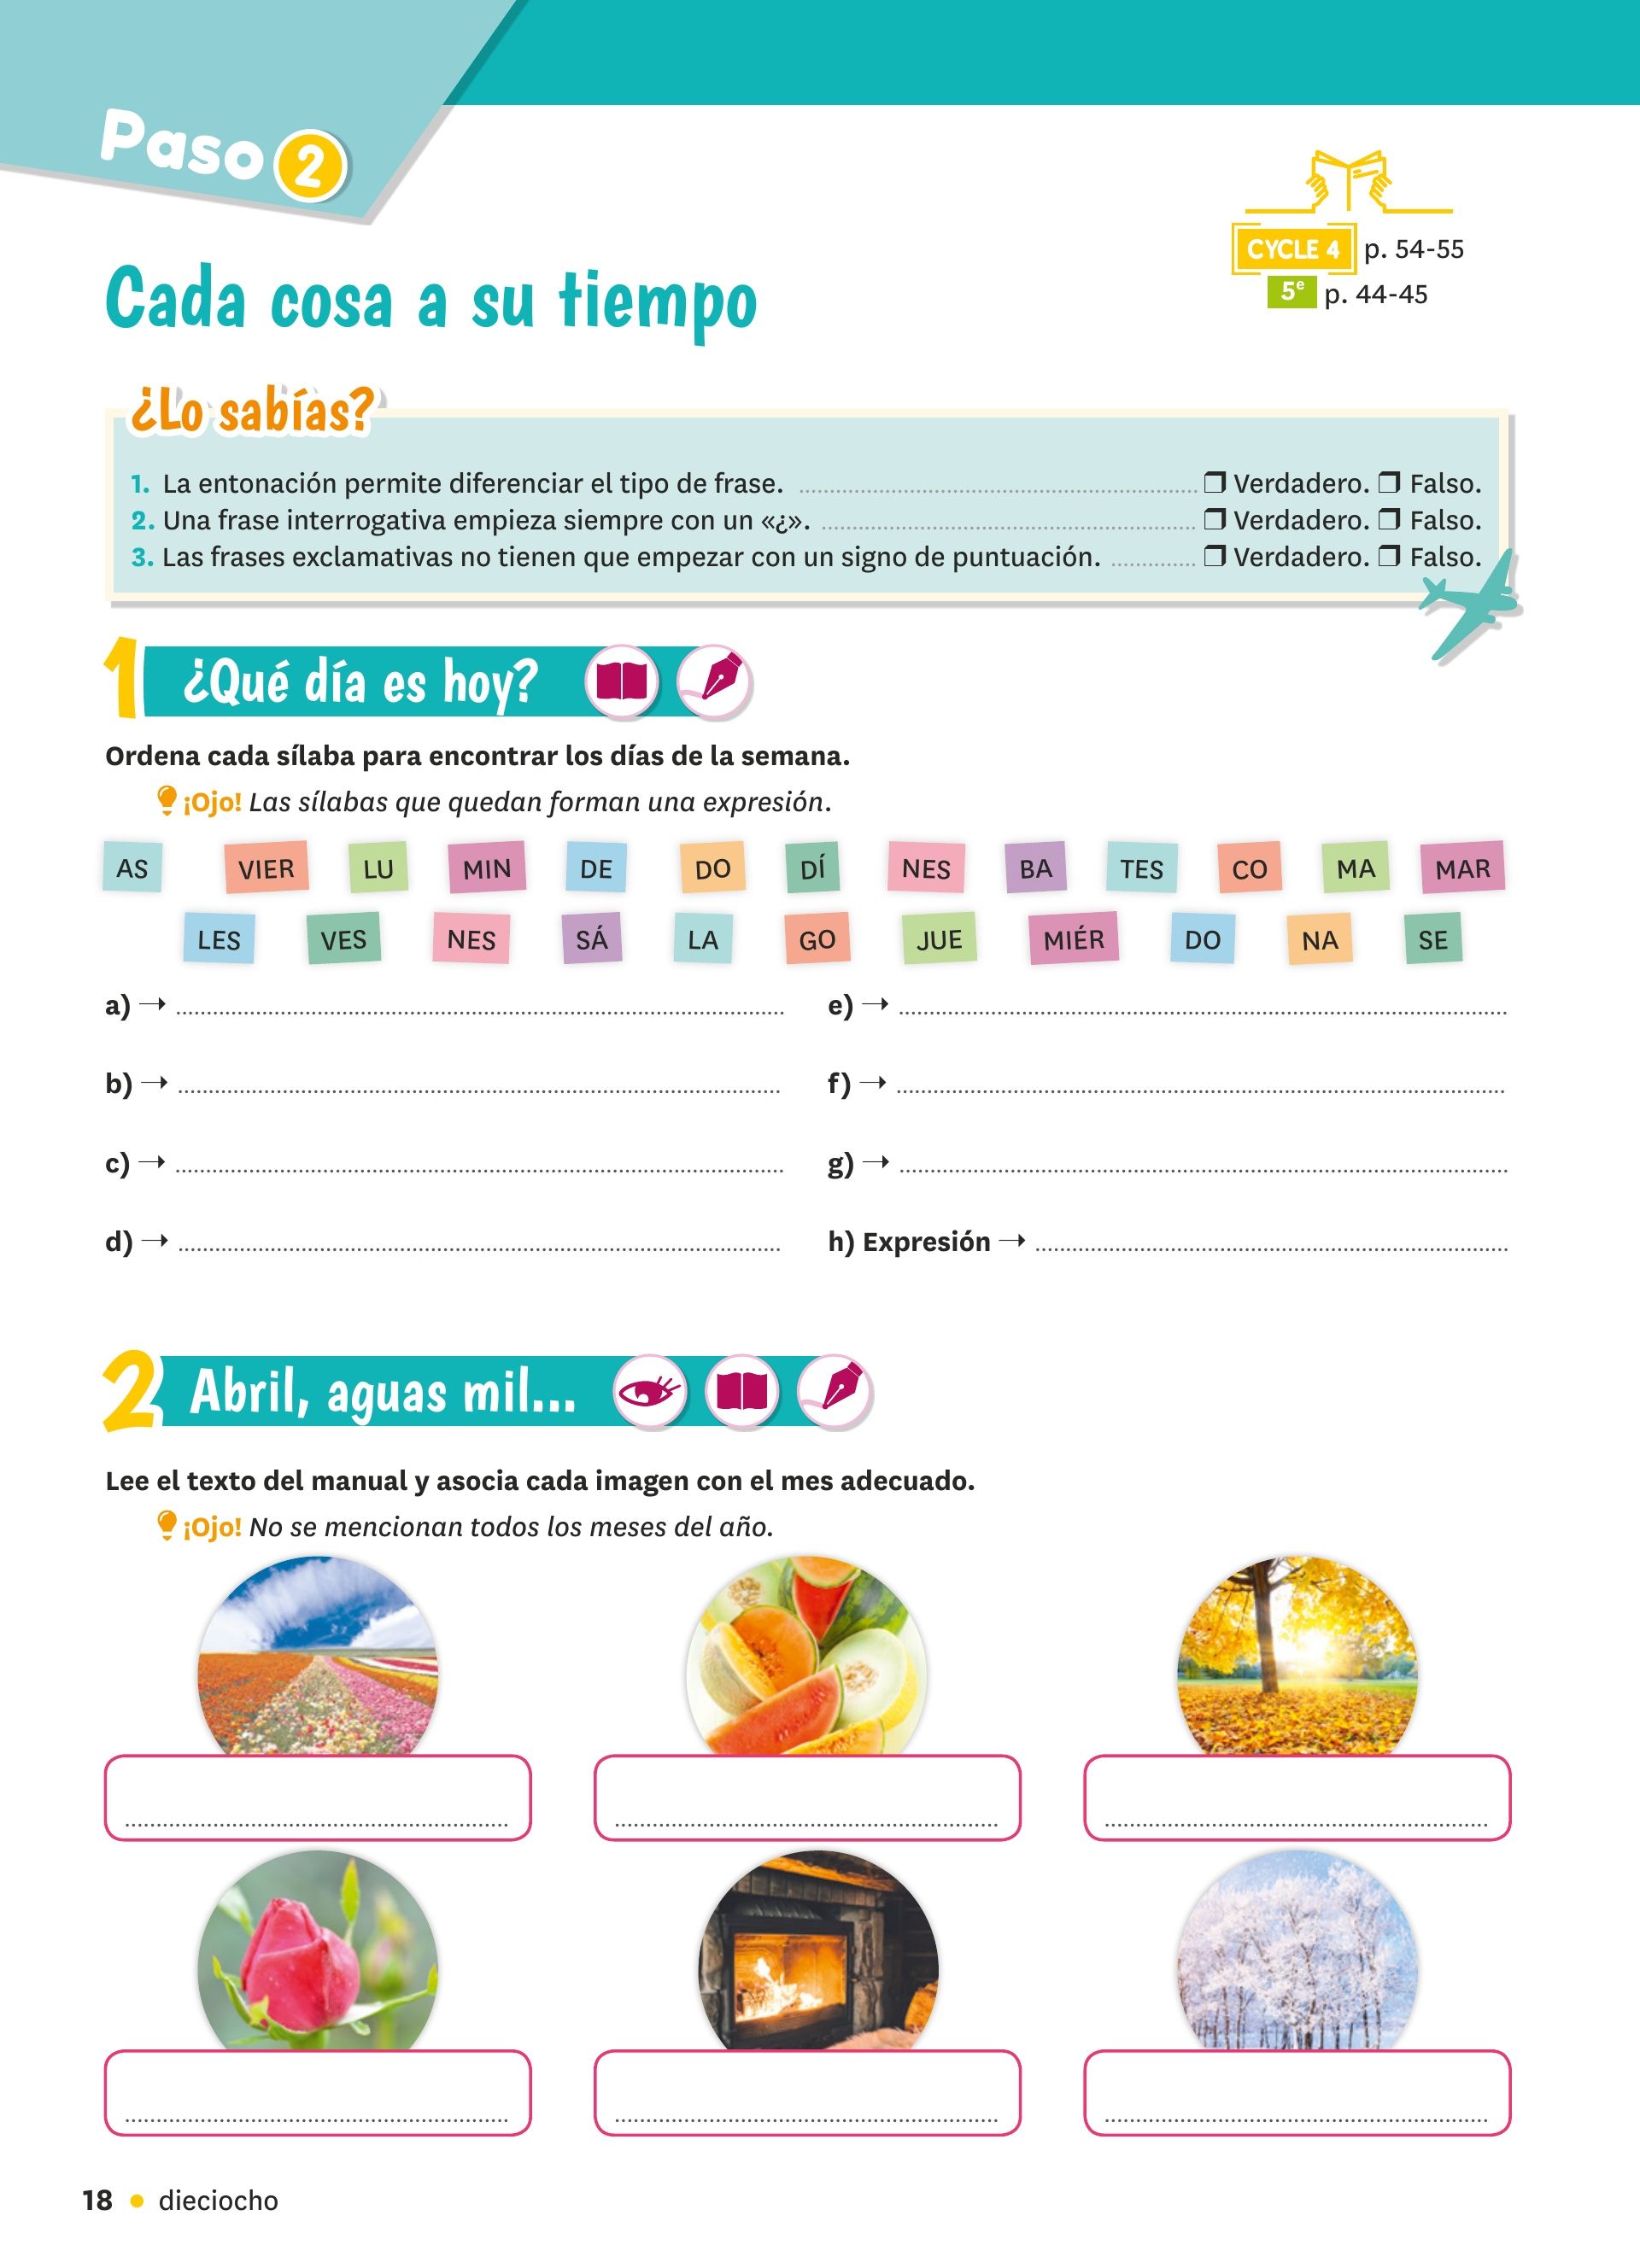 Paso 2
CYCLE 4 p. 54-55
5e p. 44-45
Cada cosa a su tiempo
¿Lo sabías?
1. La entonación permite diferenciar el tipo de frase. ❒ Verdadero. ❒ Falso.
2. Una frase interrogativa empieza siempre con un «¿». ❒ Verdadero. ❒ Falso.
3. Las frases exclamativas no tienen que empezar con un signo de puntuación. ❒ Verdadero. ❒ Falso.
1 ¿Qué día es hoy?
Ordena cada sílaba para encontrar los días de la semana.
¡Ojo! Las sílabas que quedan forman una expresión.
AS VIER LU MIN DE DO DÍ NES BA TES CO MA MAR
LES VES NES SÁ LA GO JUE MIÉR DO NA SE
a) →
b) →
c) →
d) →
e) →
f) →
g) →
h) Expresión →
2 Abril, aguas mil...
Lee el texto del manual y asocia cada imagen con el mes adecuado.
¡Ojo! No se mencionan todos los meses del año.
18 • dieciocho